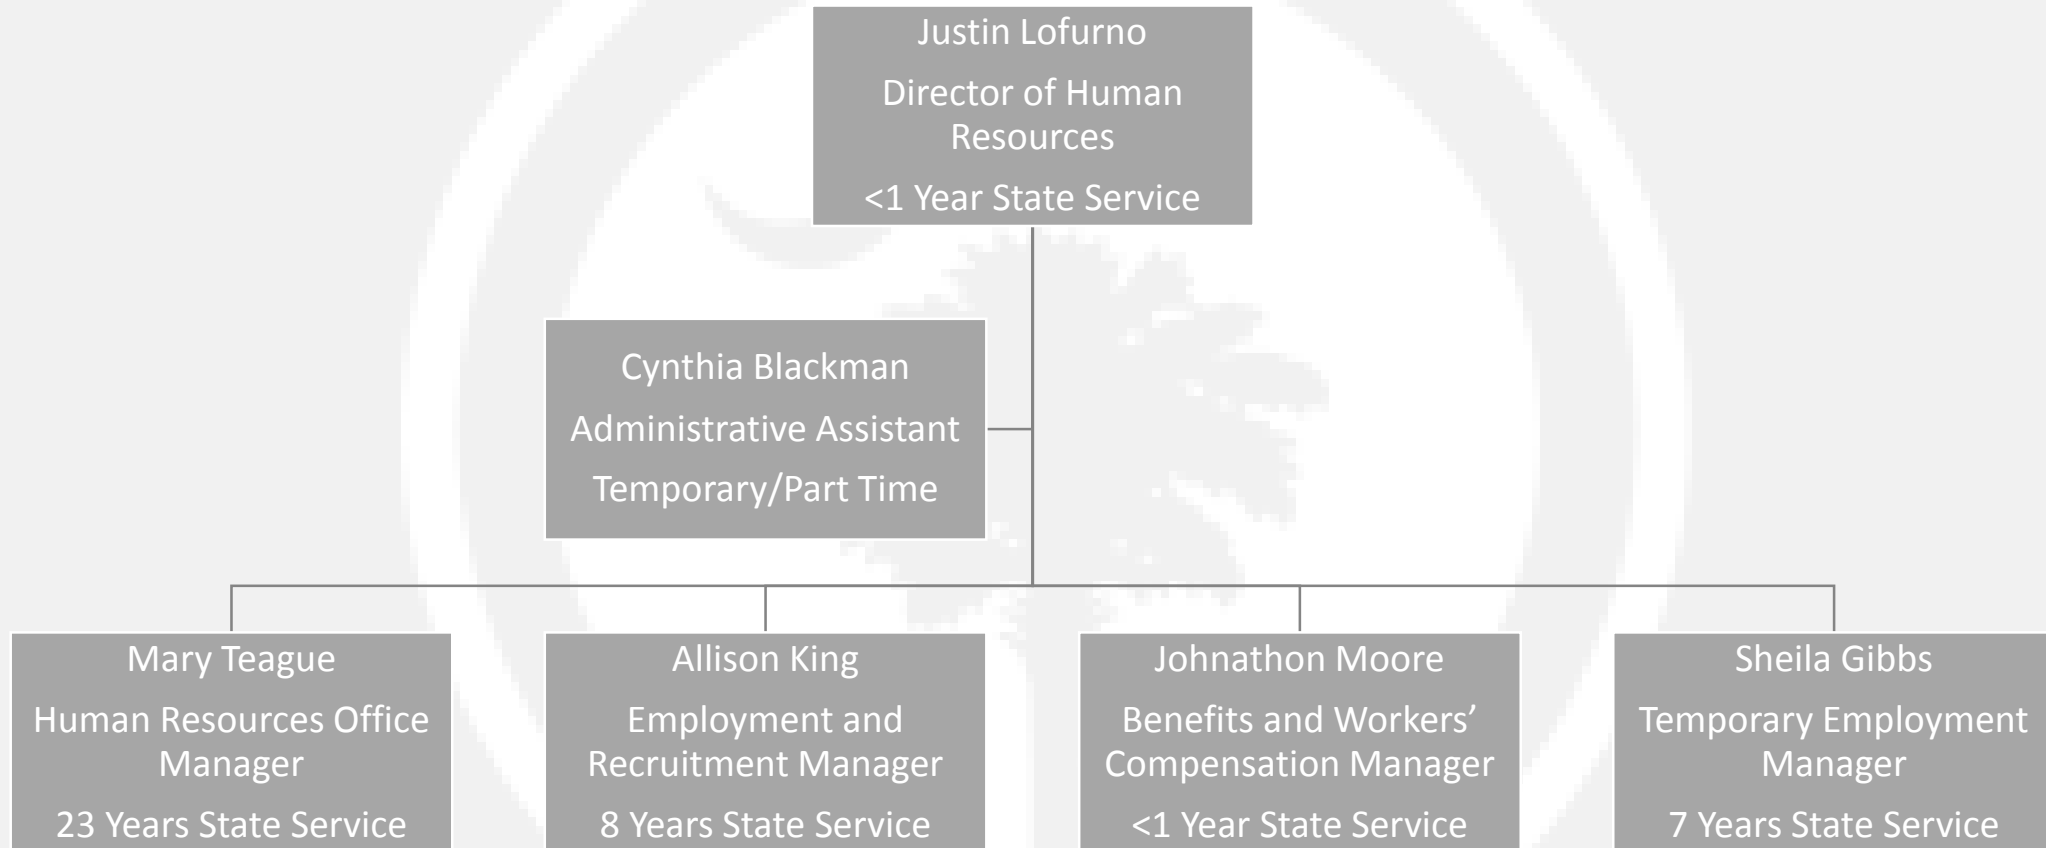 Justin Lofurno
Director of Human
Resources
<1 Year State Service
Cynthia Blackman
Administrative Assistant
Temporary/Part Time
Mary Teague
Human Resources Office
Manager
23 Years State Service
Allison King
Employment and
Recruitment Manager
8 Years State Service
Johnathon Moore
Benefits and Workers’
Compensation Manager
<1 Year State Service
Sheila Gibbs
Temporary Employment
Manager
7 Years State Service